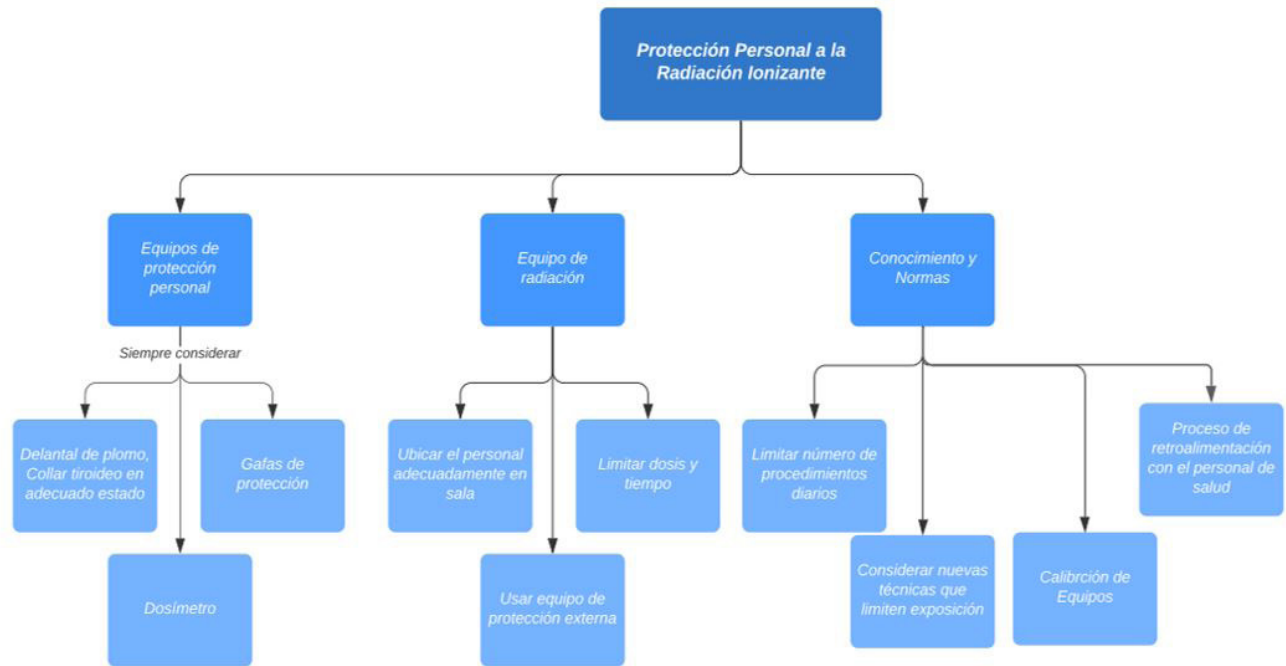 Protección Personal a la
Radiación Ionizante
Equipos de
protección
personal
Equipo de
radiación
Conocimiento y
Normas
Siempre considerar
Delantal de plomo,
Collar tiroideo en
adecuado estado
Gafas de
protección
Dosímetro
Ubicar el personal
adecuadamente en
sala
Limitar dosis y
tiempo
Usar equipo de
protección externa
Limitar número de
procedimientos
diarios
Considerar nuevas
técnicas que
limiten exposición
Calibrción de
Equipos
Proceso de
retroalimentación
con el personal de
salud